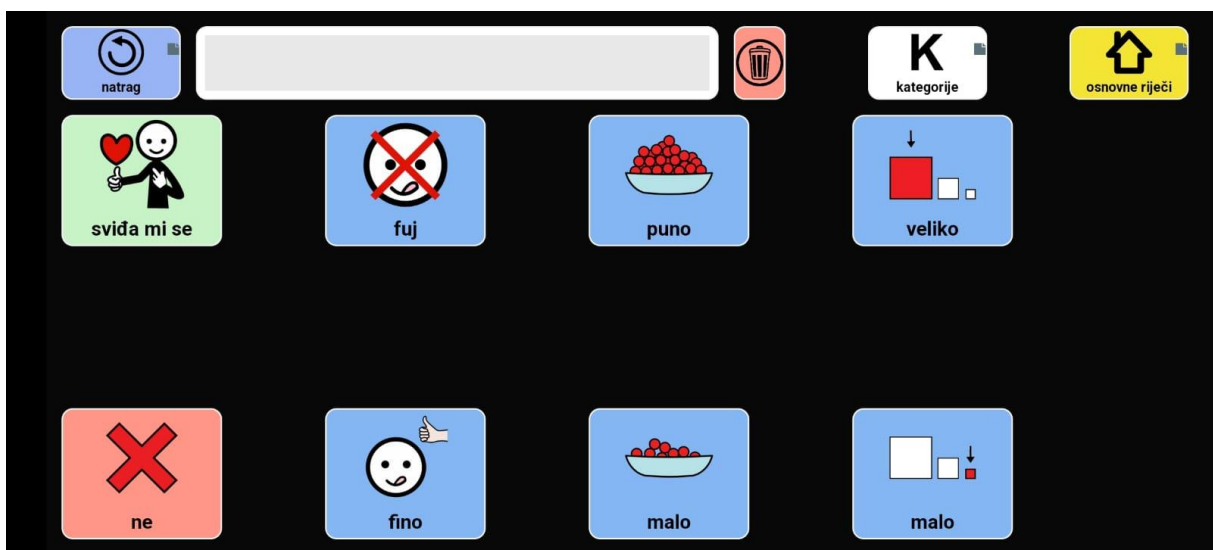 natrag
K
kategorije
osnovne riječi
sviđa mi se
fuj
puno
veliko
ne
fino
malo
malo